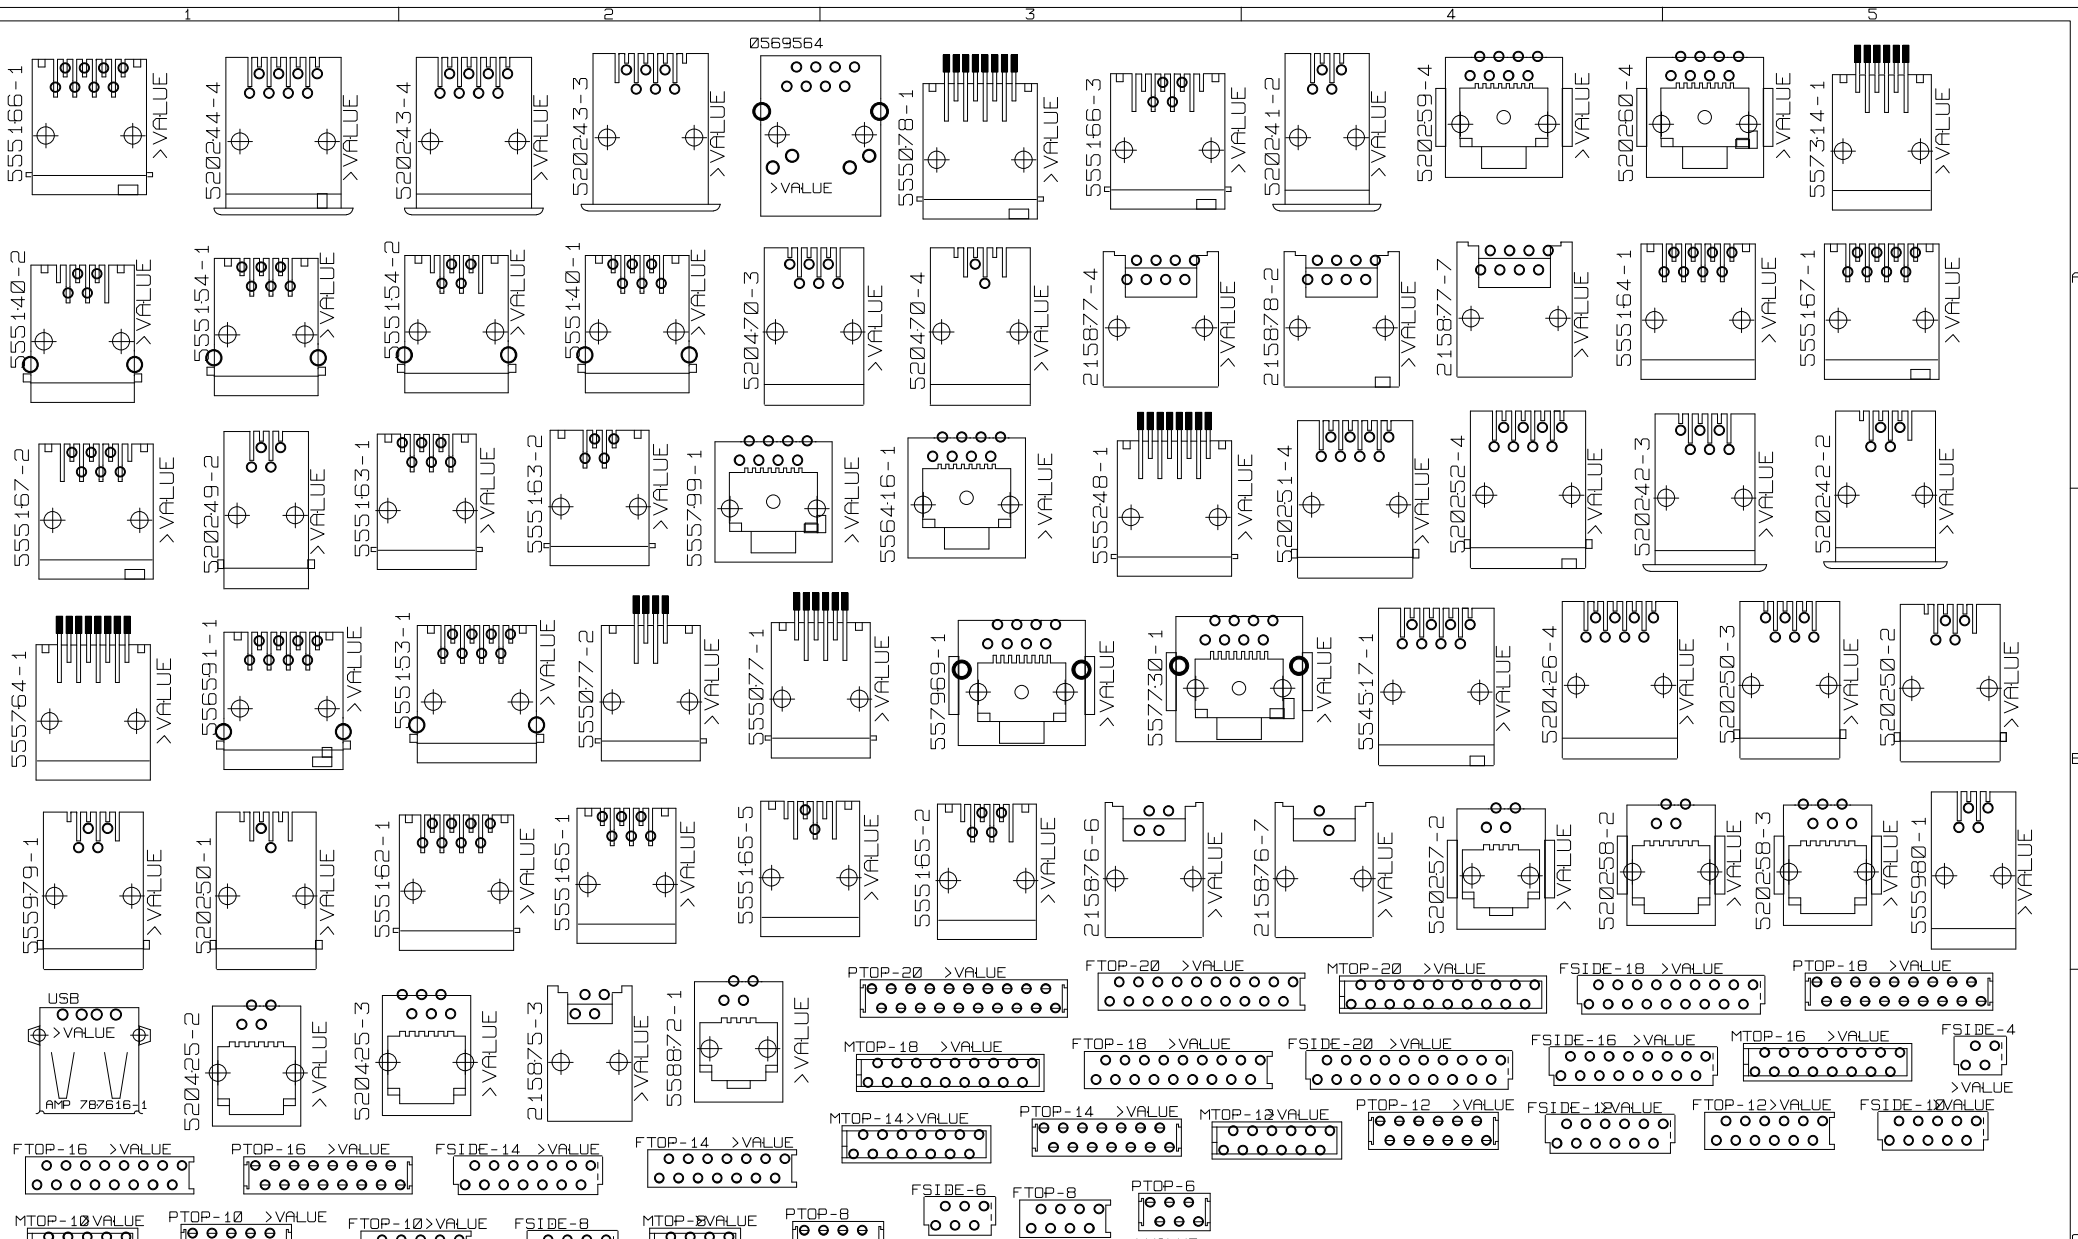 1 2 3 4 5
0569564
555166-1 >VALUE 520244-4 >VALUE 520243-4 >VALUE 520243-3 >VALUE >VALUE 555078-1 >VALUE 555166-3 >VALUE 520241-2 >VALUE 520259-4 >VALUE 520260-4 >VALUE 557314-1 >VALUE
555140-2 >VALUE 555154-1 >VALUE 555154-2 >VALUE 555140-1 >VALUE 520470-3 >VALUE 520470-4 >VALUE 215877-4 >VALUE 215878-2 >VALUE 215877-7 >VALUE 555164-1 >VALUE 555167-1 >VALUE
A
555167-2 >VALUE 520249-2 >VALUE 555163-1 >VALUE 555163-2 >VALUE 555799-1 >VALUE 556416-1 >VALUE 555248-1 >VALUE 520251-4 >VALUE 520252-4 >VALUE 520242-3 >VALUE 520242-2 >VALUE
555764-1 >VALUE 556591-1 >VALUE 555153-1 >VALUE 555077-2 >VALUE 555077-1 >VALUE 557969-1 >VALUE 557730-1 >VALUE 554517-1 >VALUE 520426-4 >VALUE 520250-3 >VALUE 520250-2 >VALUE
555979-1 >VALUE 520250-1 >VALUE 555162-1 >VALUE 555165-1 >VALUE 555165-5 >VALUE 555165-2 >VALUE 215876-6 >VALUE 215876-7 >VALUE 520257-2 >VALUE 520258-2 >VALUE 520258-3 >VALUE 555980-1 >VALUE
PTOP-20 >VALUE FTOP-20 >VALUE MTOP-20 >VALUE FSIDE-18 >VALUE PTOP-18 >VALUE
USB
>VALUE
AMP 787616-1
520425-2 >VALUE 520425-3 >VALUE 215875-3 >VALUE 558872-1 >VALUE
MTOP-18 >VALUE FTOP-18 >VALUE FSIDE-20 >VALUE FSIDE-16 >VALUE MTOP-16 >VALUE FSIDE-4
>VALUE
MTOP-14 >VALUE PTOP-14 >VALUE MTOP-12 >VALUE PTOP-12 >VALUE FSIDE-12 >VALUE FTOP-12 >VALUE FSIDE-10 >VALUE
FTOP-16 >VALUE PTOP-16 >VALUE FSIDE-14 >VALUE FTOP-14 >VALUE
FSIDE-6 FTOP-8 PTOP-6
MTOP-10 >VALUE PTOP-10 >VALUE FTOP-10 >VALUE FSIDE-8 MTOP-8 >VALUE PTOP-8